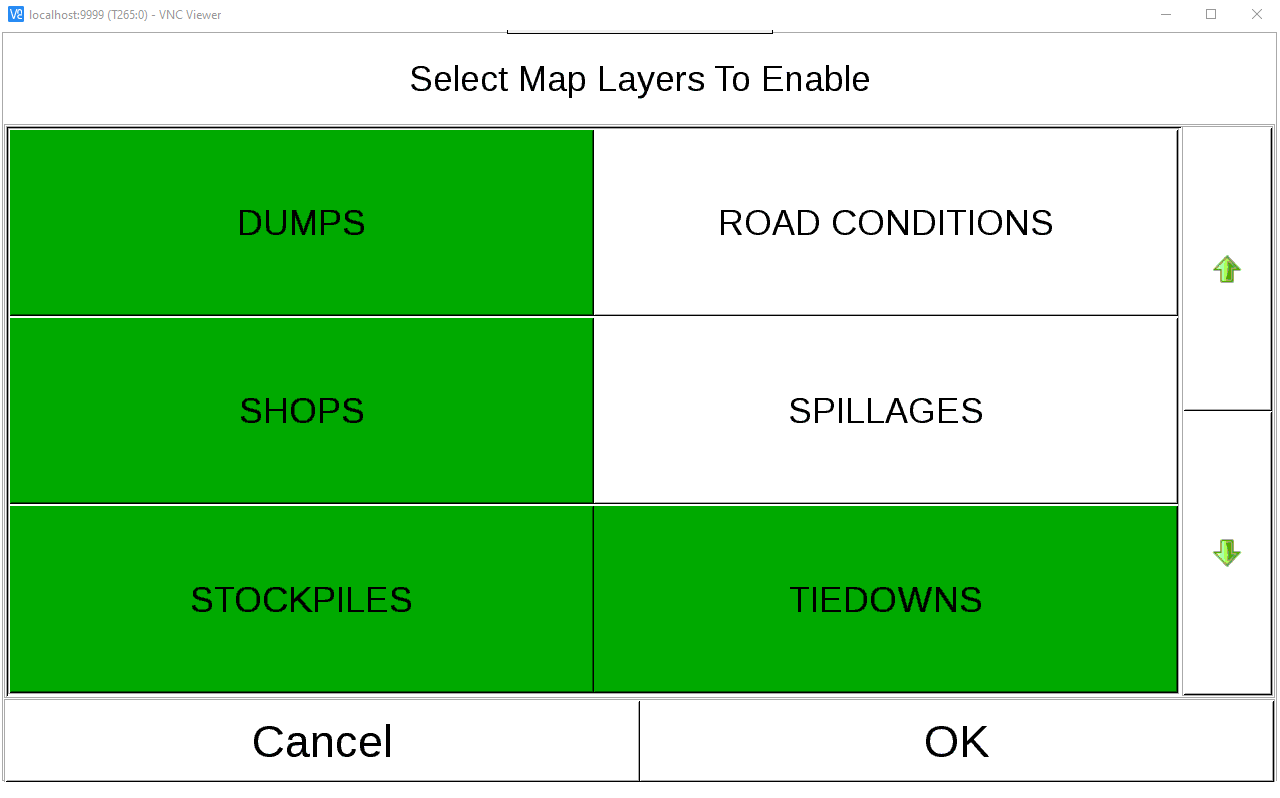 localhost:9999 (T265:0) - VNC Viewer
Select Map Layers To Enable
DUMPS
ROAD CONDITIONS
SHOPS
SPILLAGES
STOCKPILES
TIEDOWNS
Cancel
OK